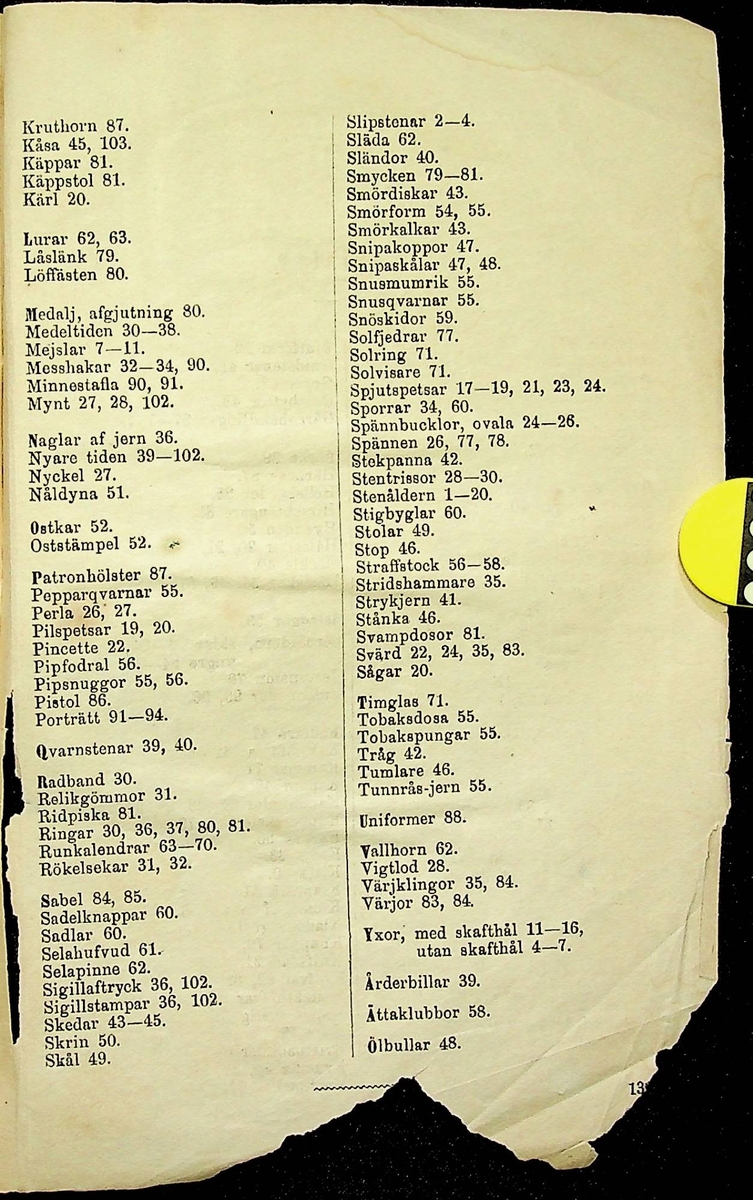 Kruthorn 87.
Kåsa 45, 103.
Käppar 81.
Käppstol 81.
Kärl 20.
Lurar 62, 63.
Låslänk 79.
Löffästen 80.
Medalj, afgjutning 80.
Medeltiden 30—38.
Mejslar 7—11.
Messhakar 32—34, 90.
Minnestafla 90, 91.
Mynt 27, 28, 102.
Naglar af jern 36.
Nyare tiden 39—102.
Nyckel 27.
Nåldyna 51.
Ostkar 52.
Oststämpel 52.
Patronhölster 87.
Pepparqvarnar 55.
Perla 26, 27.
Pilspetsar 19, 20.
Pincette 22.
Pipfodral 56.
Pipsnuggor 55, 56.
Pistol 86.
Porträtt 91—94.
Qvarnstenar 39, 40.
Radband 30.
Relikgömmor 31.
Ridpiska 81.
Ringar 30, 36, 37, 80, 81.
Runkalendrar 63—70.
Rökelsekar 31, 32.
Sabel 84, 85.
Sadelknappar 60.
Sadlar 60.
Selahufvud 61.
Selapinne 62.
Sigillaftryck 36, 102.
Sigillstampar 36, 102.
Skedar 43—45.
Skrin 50.
Skål 49.
Slipstenar 2—4.
Släda 62.
Sländor 40.
Smycken 79—81.
Smördiskar 43.
Smörform 54, 55.
Smörkalkar 43.
Snipakoppor 47.
Snipaskålar 47, 48.
Snusmumrik 55.
Snusqvarnar 55.
Snöskidor 59.
Solfjedrar 77.
Solring 71.
Solvisare 71.
Spjutspetsar 17—19, 21, 23, 24.
Sporrar 34, 60.
Spännbucklor, ovala 24—26.
Spännen 26, 77, 78.
Stekpanna 42.
Stentrissor 28—30.
Stenåldern 1—20.
Stigbyglar 60.
Stolar 49.
Stop 46.
Straffstock 56—58.
Stridshammare 35.
Strykjern 41.
Stånka 46.
Svampdosor 81.
Svärd 22, 24, 35, 83.
Sågar 20.
Timglas 71.
Tobaksdosa 55.
Tobakspungar 55.
Tråg 42.
Tumlare 46.
Tunnrås-jern 55.
Uniformer 88.
Vallhorn 62.
Vigtlod 28.
Värjklingor 35, 84.
Värjor 83, 84.
Yxor, med skafthål 11—16,
utan skafthål 4—7.
Årderbillar 39.
Ättaklubbor 58.
Ölbullar 48.